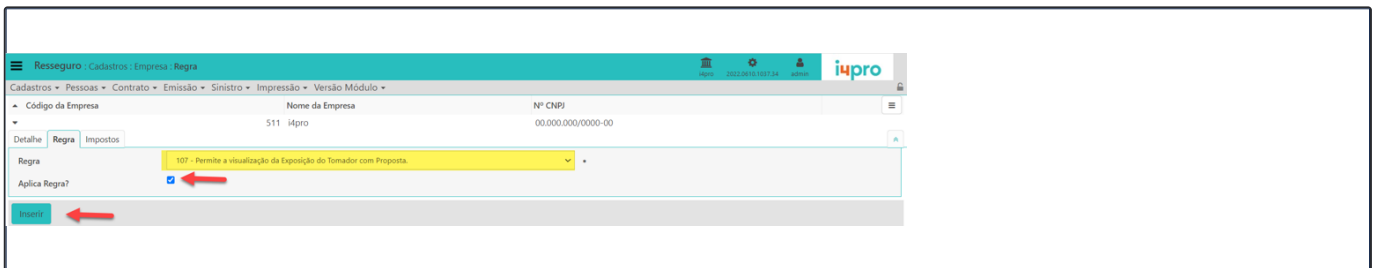 Resseguro : Cadastros : Empresa : Regra
i4pro 2022.0610.1037.34 admin i4pro
Cadastros Pessoas Contrato Emissão Sinistro Impressão Versão Módulo
Código da Empresa Nome da Empresa Nº CNPJ
511 i4pro 00.000.000/0000-00
Detalhe Regra Impostos
Regra 107 - Permite a visualização da Exposição do Tomador com Proposta.
Aplica Regra?
Inserir